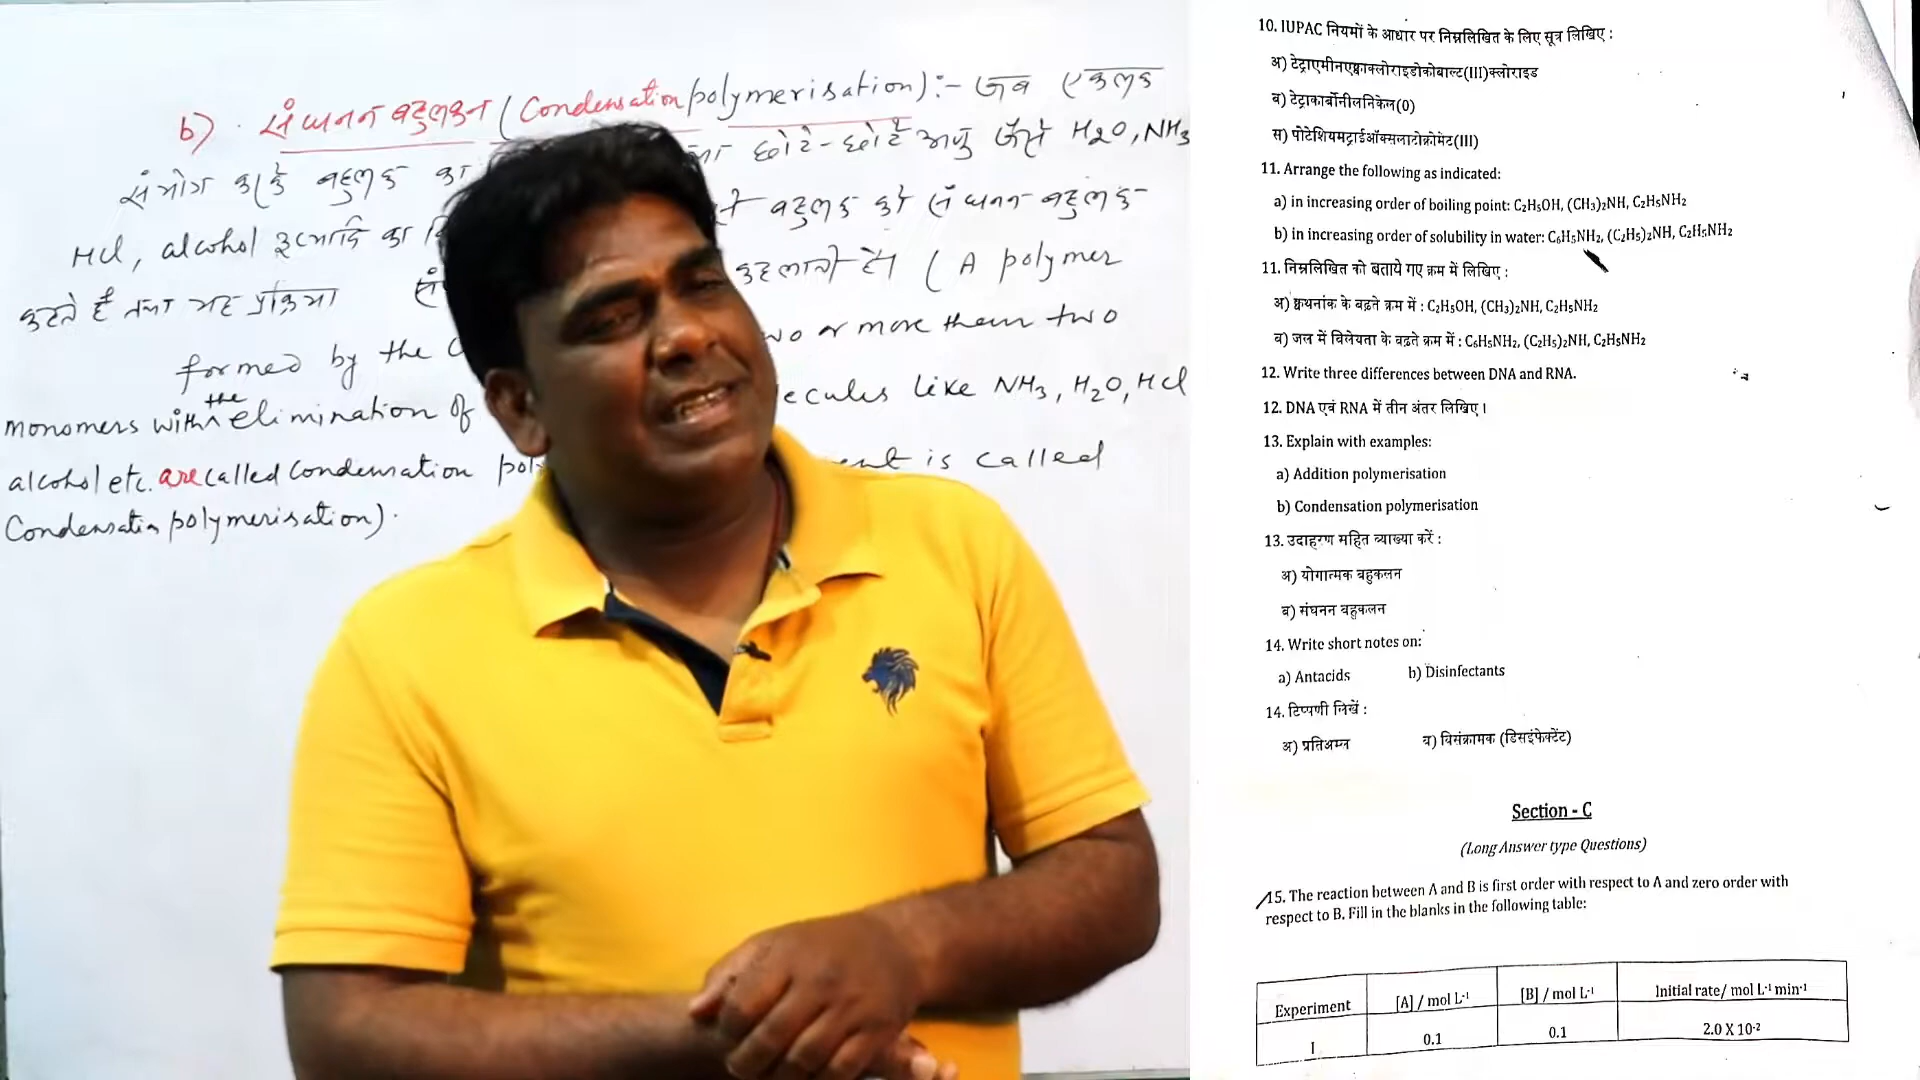 b) संघनन बहुलकन (Condensation polymerisation):- जब एकलक
संयोग करके बहुलक का छोटे-छोटे अणु जैसे H2O, NH3
HCl, alcohol इत्यादि का बहुलक को संघनन बहुलक
कहते हैं तथा यह प्रक्रिया कहलाती है। (A polymer
formed by the two or more them two
monomers with the elimination of like NH3, H2O, HCl
alcohol etc. are called condensation is called
Condensation polymerisation).
10. IUPAC नियमों के आधार पर निम्नलिखित के लिए सूत्र लिखिए :
अ) टेट्राएमीनएक्वाक्लोराइडोकोबाल्ट(III)क्लोराइड
ब) टेट्राकार्बोनीलनिकेल(0)
स) पोटेशियमट्राईऑक्सलाटोक्रोमेट(III)
11. Arrange the following as indicated:
a) in increasing order of boiling point: C₂H₅OH, (CH₃)₂NH, C₂H₅NH₂
b) in increasing order of solubility in water: C₆H₅NH₂, (C₂H₅)₂NH, C₂H₅NH₂
11. निम्नलिखित को बताये गए क्रम में लिखिए :
अ) क्वथनांक के बढ़ते क्रम में : C₂H₅OH, (CH₃)₂NH, C₂H₅NH₂
ब) जल में विलेयता के बढ़ते क्रम में : C₆H₅NH₂, (C₂H₅)₂NH, C₂H₅NH₂
12. Write three differences between DNA and RNA.
12. DNA एवं RNA में तीन अंतर लिखिए।
13. Explain with examples:
a) Addition polymerisation
b) Condensation polymerisation
13. उदाहरण सहित व्याख्या करें :
अ) योगात्मक बहुकलन
ब) संघनन बहुकलन
14. Write short notes on:
a) Antacids b) Disinfectants
14. टिप्पणी लिखें :
अ) प्रतिअम्ल ब) विसंक्रामक (डिसइंफेक्टेंट)
Section - C
(Long Answer type Questions)
15. The reaction between A and B is first order with respect to A and zero order with
respect to B. Fill in the blanks in the following table:
Experiment [A] / mol L⁻¹ [B] / mol L⁻¹ Initial rate/ mol L⁻¹ min⁻¹
I 0.1 0.1 2.0 X 10⁻²